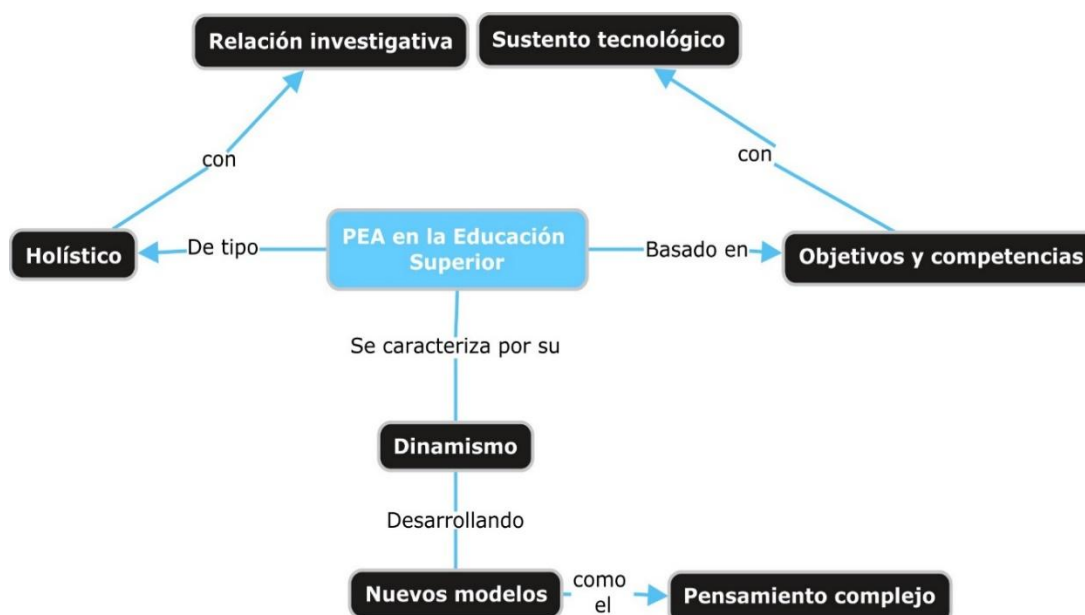 Relación investigativa
Sustento tecnológico
con
con
Holístico
De tipo
PEA en la Educación
Superior
Basado en
Objetivos y competencias
Se caracteriza por su
Dinamismo
Desarrollando
Nuevos modelos
como
el
Pensamiento complejo